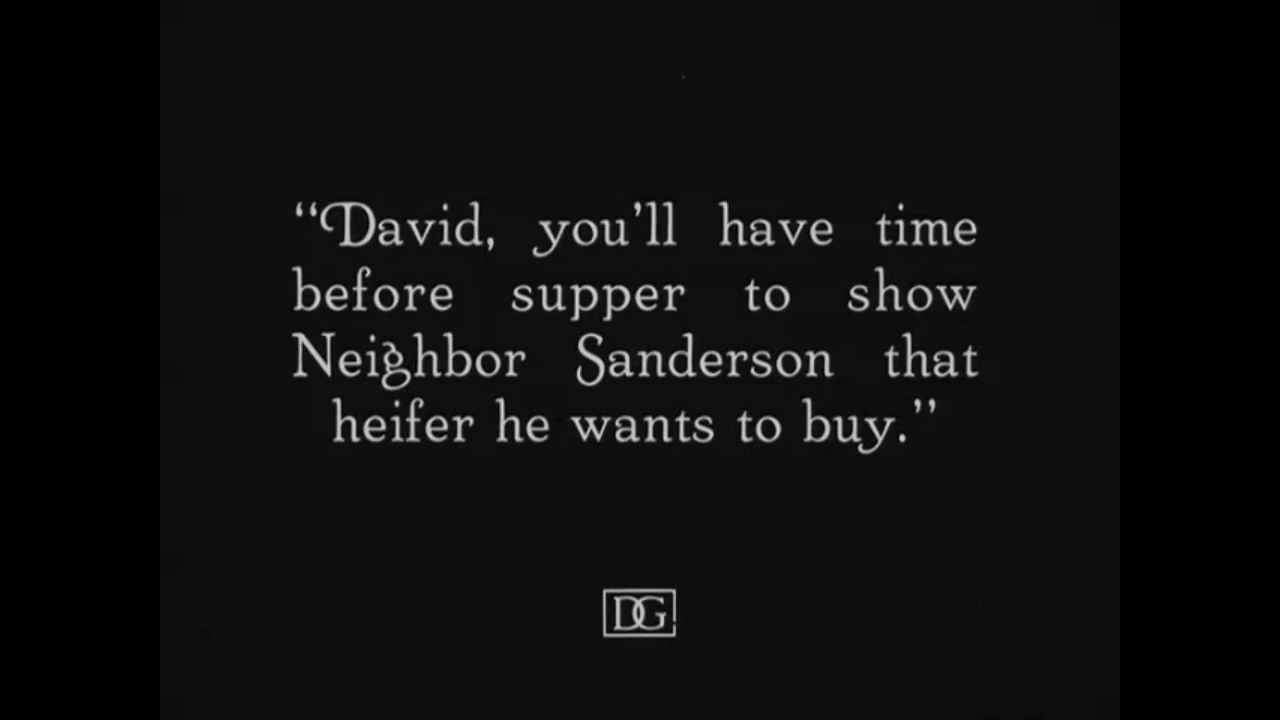 “David, you’ll have time
before supper to show
Neighbor Sanderson that
heifer he wants to buy.”
DG